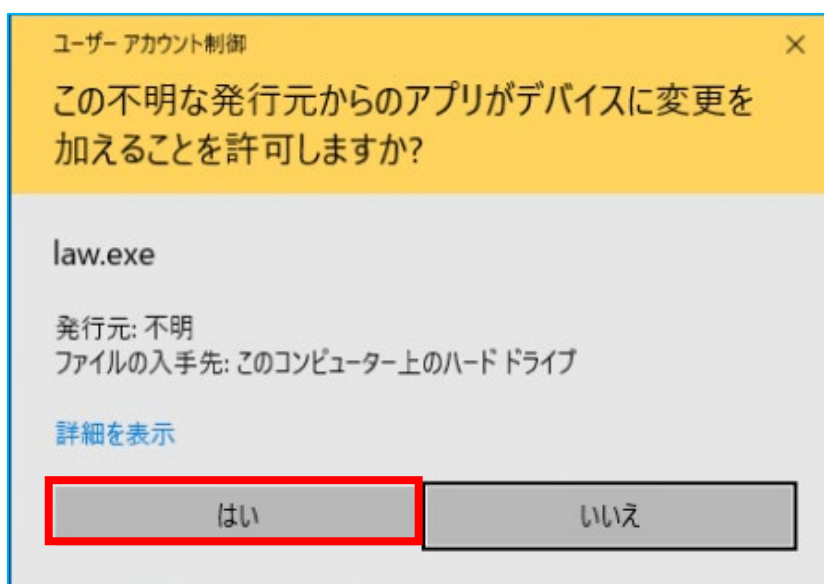 ユーザー アカウント制御
この不明な発行元からのアプリがデバイスに変更を
加えることを許可しますか?
law.exe
発行元: 不明
ファイルの入手先: このコンピューター上のハード ドライブ
詳細を表示
はい
いいえ